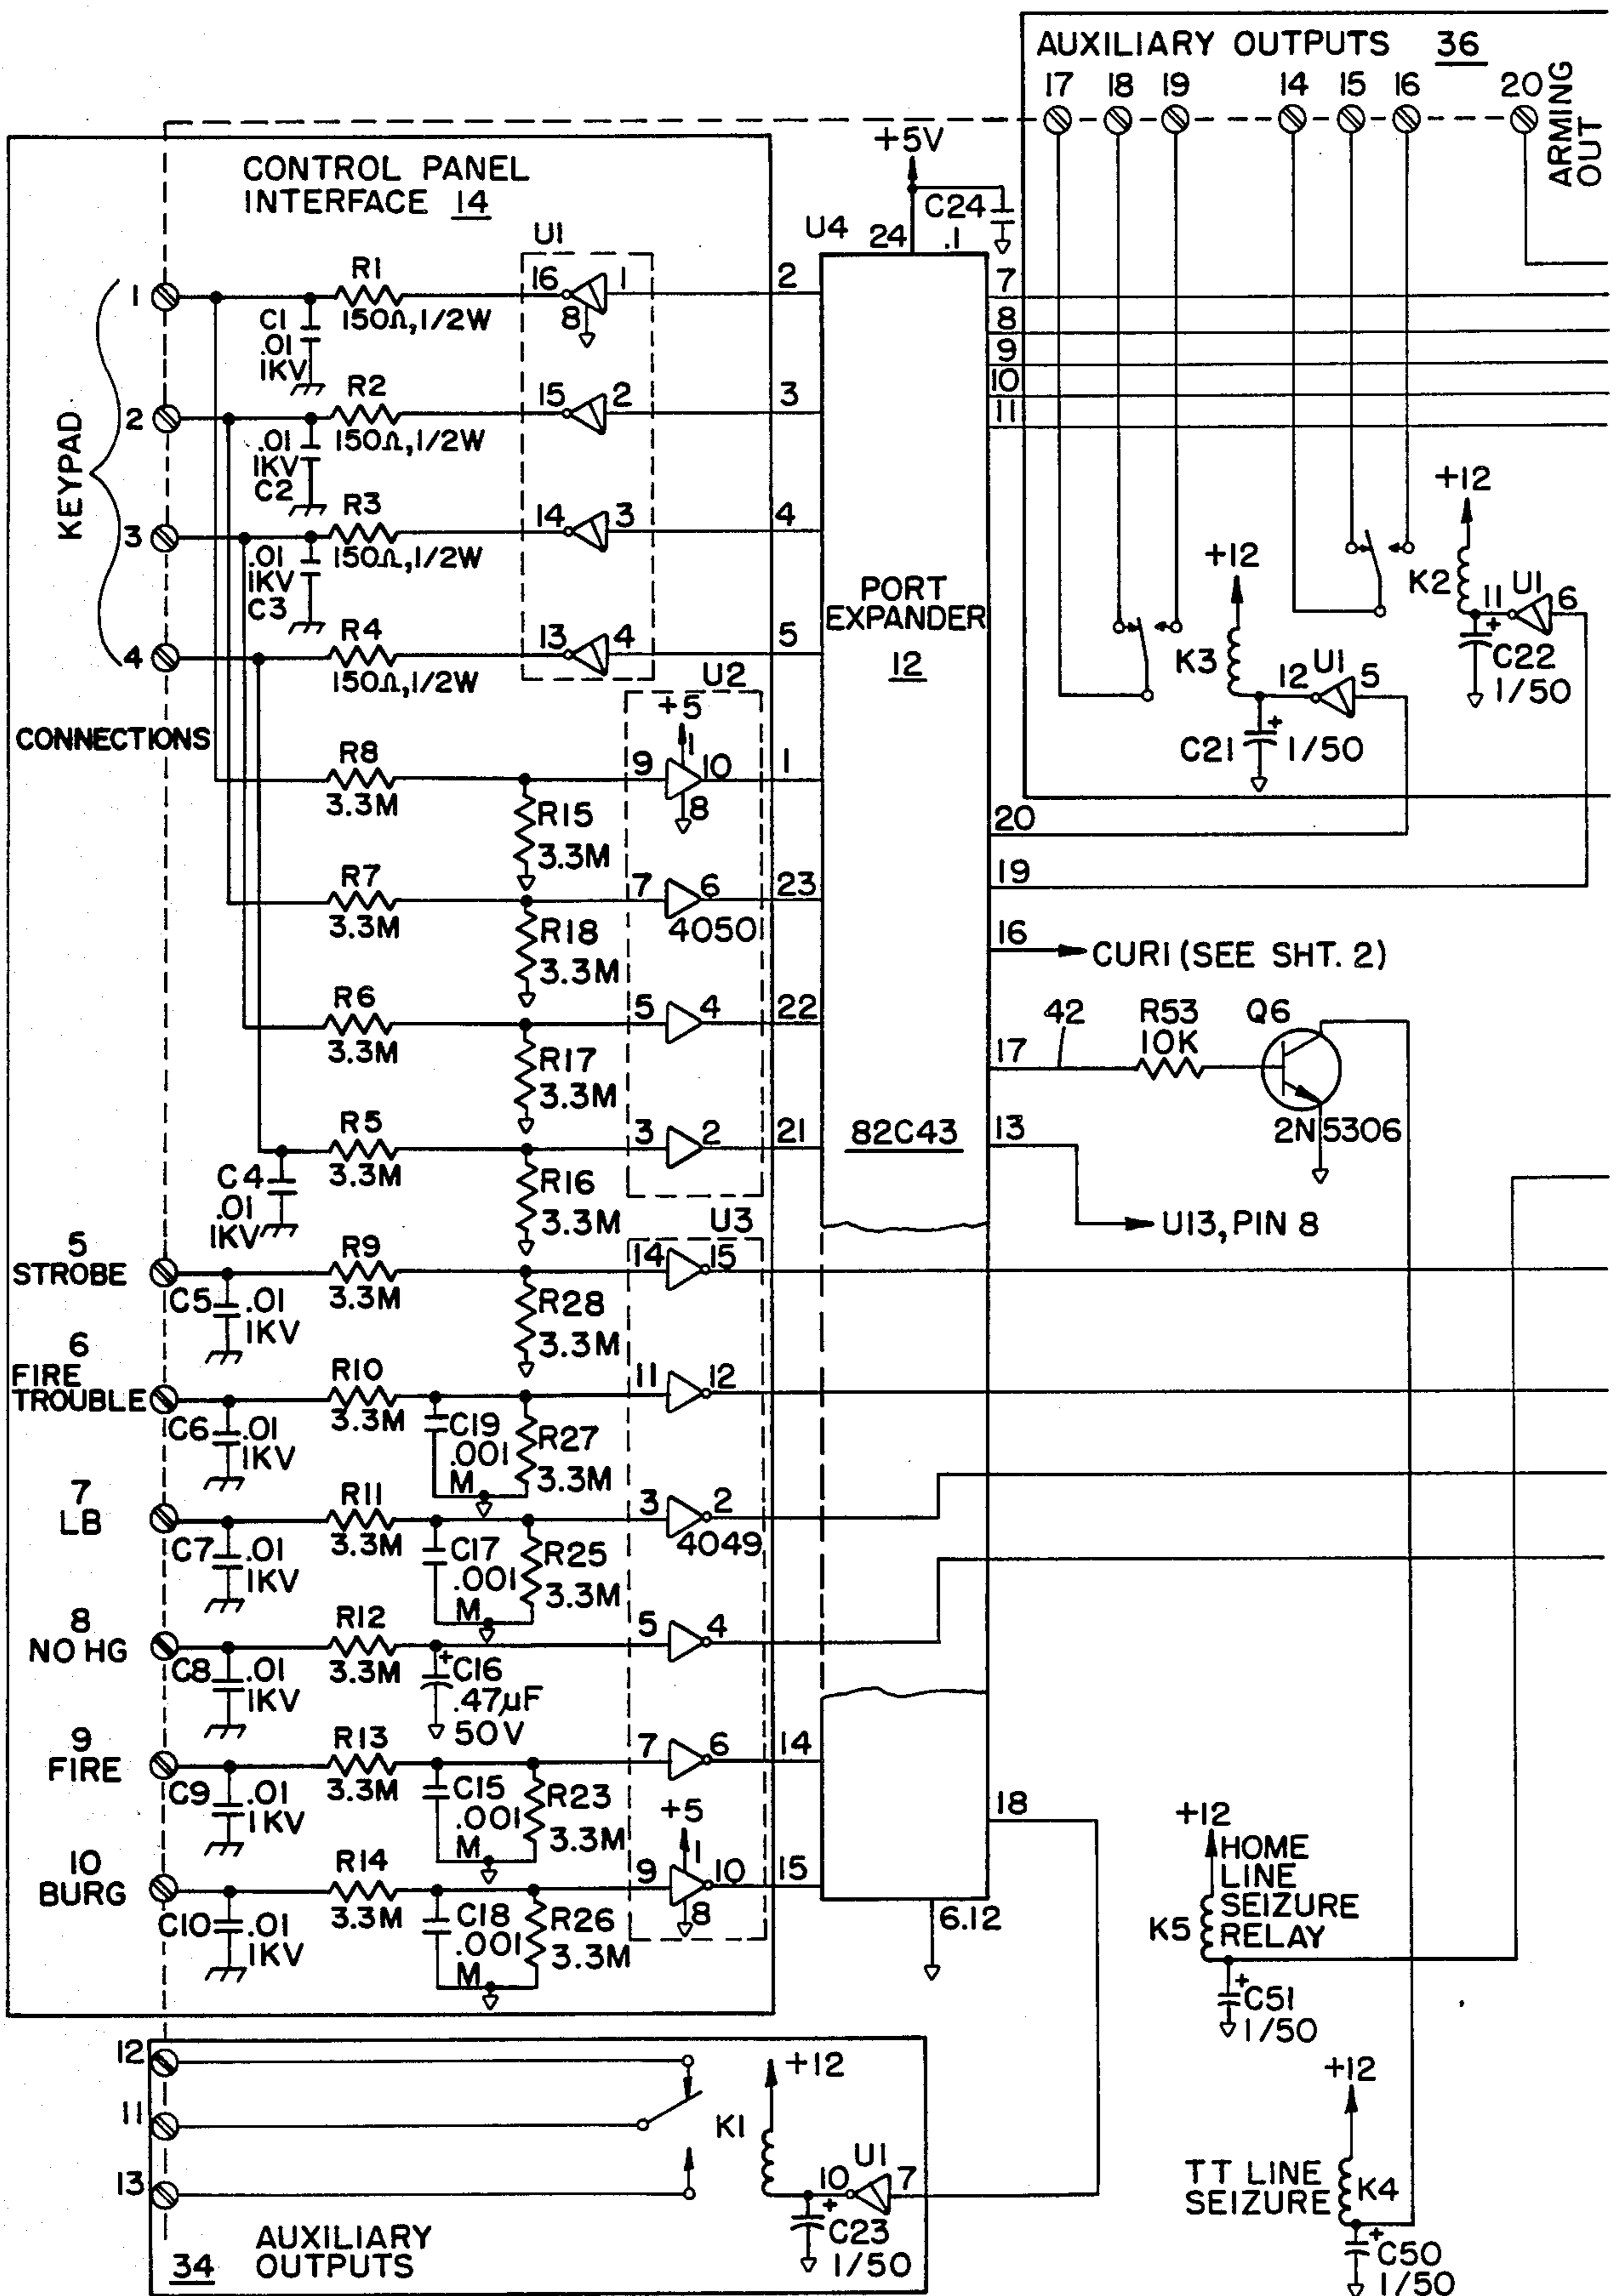 AUXILIARY OUTPUTS 36
17 18 19 14 15 16 20
ARMING
OUT
CONTROL PANEL
INTERFACE 14
+5V
C24
.1
U4
24
U1
KEYPAD
1
R1
150Ω,1/2W
C1
.01
1KV
16
1
8
2
7
8
9
10
11
2
R2
150Ω,1/2W
.01
1KV
C2
15
2
3
3
R3
150Ω,1/2W
.01
1KV
C3
14
3
4
4
R4
150Ω,1/2W
13
4
5
PORT
EXPANDER
12
+12
K3
12
U1
5
C21
+
1/50
+12
K2
11
U1
6
+
C22
1/50
CONNECTIONS
U2
+5
1
R8
3.3M
9
10
8
1
R15
3.3M
20
R7
3.3M
7
6
4050
23
R18
3.3M
19
16
CURI (SEE SHT. 2)
R6
3.3M
5
4
22
R17
3.3M
17
42
R53
10K
Q6
2N5306
R5
3.3M
3
2
21
C4
.01
1KV
R16
3.3M
82C43
13
U13, PIN 8
U3
5
STROBE
C5
.01
1KV
R9
3.3M
14
15
R28
3.3M
6
FIRE
TROUBLE
C6
.01
1KV
R10
3.3M
C19
.001
M
R27
3.3M
11
12
7
LB
C7
.01
1KV
R11
3.3M
C17
.001
M
R25
3.3M
3
2
4049
8
NO HG
C8
.01
1KV
R12
3.3M
+
C16
.47µF
50V
5
4
9
FIRE
C9
.01
1KV
R13
3.3M
C15
.001
M
R23
3.3M
7
6
14
+5
1
18
10
BURG
C10
.01
1KV
R14
3.3M
C18
.001
M
R26
3.3M
9
10
8
15
6.12
+12
HOME
LINE
SEIZURE
RELAY
K5
+
C51
1/50
12
11
13
K1
+12
10
U1
7
+
C23
1/50
34
AUXILIARY
OUTPUTS
+12
TT LINE
SEIZURE
K4
+
C50
1/50